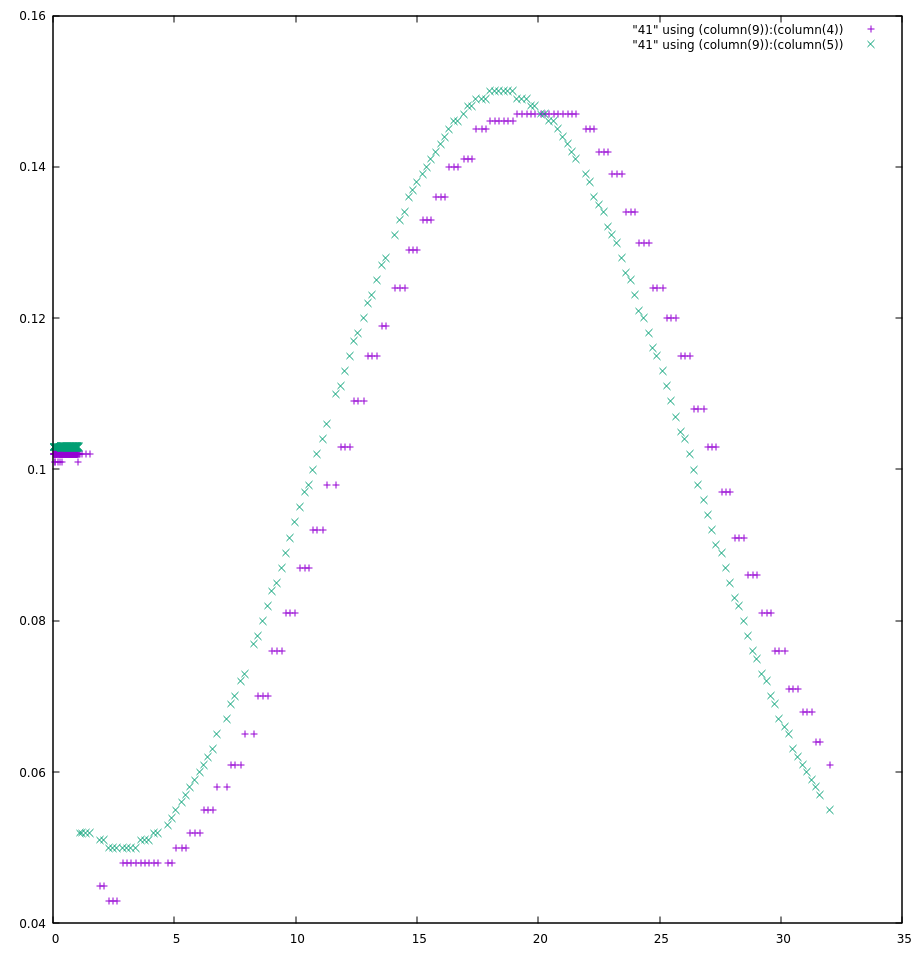 0.16
"41" using (column(9)):(column(4))
"41" using (column(9)):(column(5))
0.14
0.12
0.1
0.08
0.06
0.04
0 5 10 15 20 25 30 35